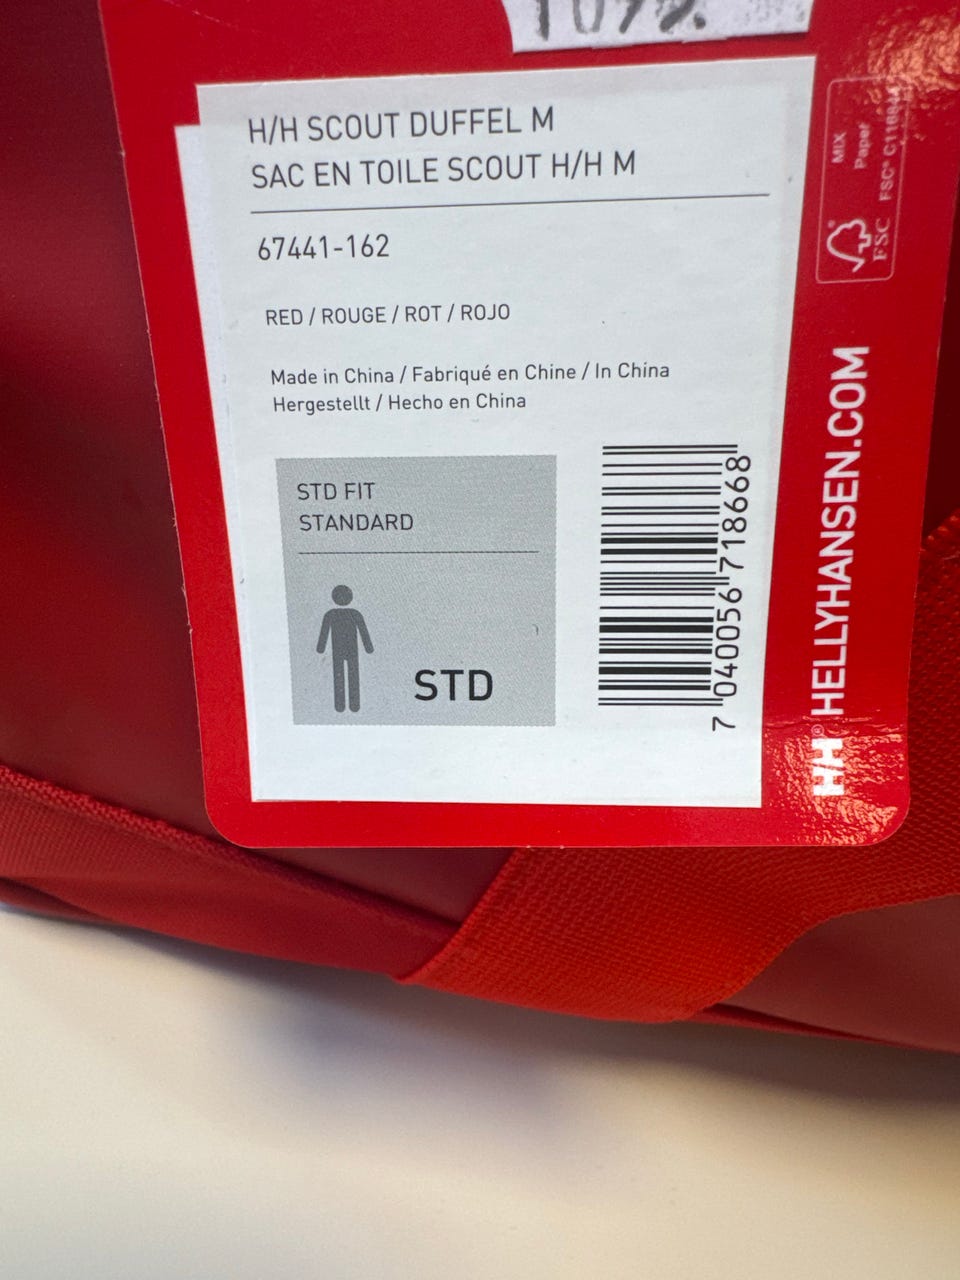 H/H SCOUT DUFFEL M
SAC EN TOILE SCOUT H/H M
67441-162
RED / ROUGE / ROT / ROJO
Made in China / Fabriqué en Chine / In China
Hergestellt / Hecho en China
STD FIT
STANDARD
STD
7 040056 718668
HH® HELLYHANSEN.COM
FSC
MIX
Paper
FSC®